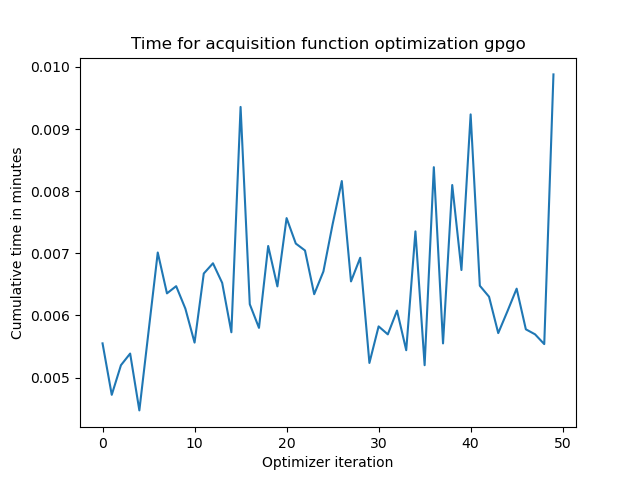 Time for acquisition function optimization gpgo
0.010
0.009
0.008
0.007
0.006
0.005
Cumulative time in minutes
0 10 20 30 40 50
Optimizer iteration